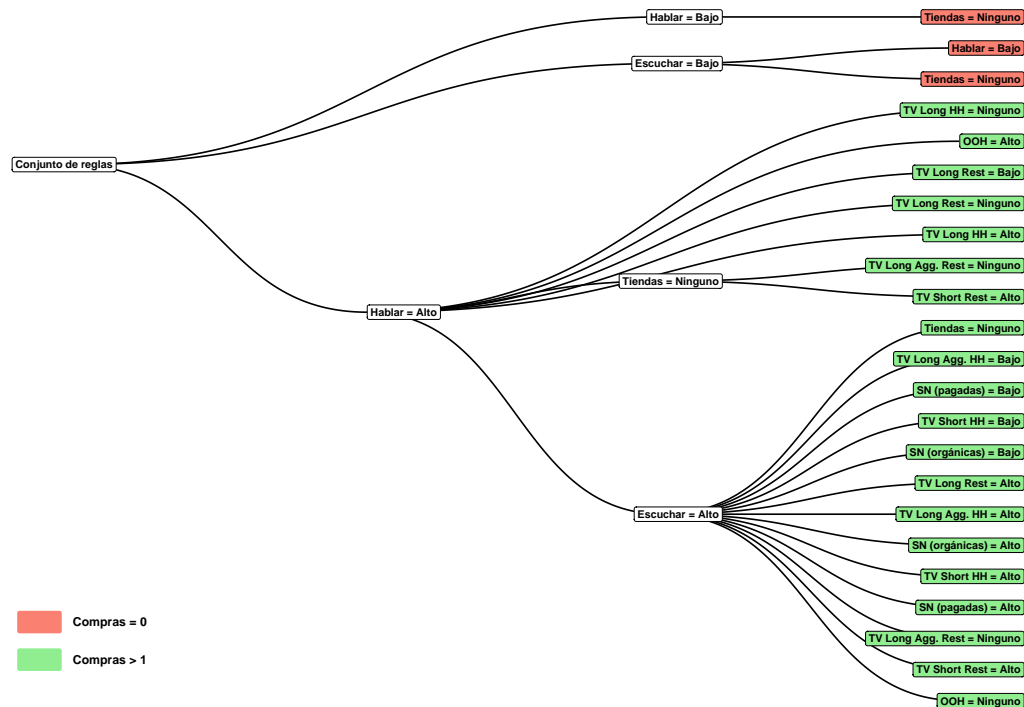 Hablar = Bajo
Tiendas = Ninguno
Escuchar = Bajo
Hablar = Bajo
Tiendas = Ninguno
TV Long HH = Ninguno
OOH = Alto
Conjunto de reglas
TV Long Rest = Bajo
TV Long Rest = Ninguno
TV Long HH = Alto
TV Long Agg. Rest = Ninguno
Tiendas = Ninguno
TV Short Rest = Alto
Hablar = Alto
Tiendas = Ninguno
TV Long Agg. HH = Bajo
SN (pagadas) = Bajo
TV Short HH = Bajo
SN (orgánicas) = Bajo
TV Long Rest = Alto
Escuchar = Alto
TV Long Agg. HH = Alto
SN (orgánicas) = Alto
TV Short HH = Alto
SN (pagadas) = Alto
TV Long Agg. Rest = Ninguno
TV Short Rest = Alto
OOH = Ninguno
Compras = 0
Compras > 1